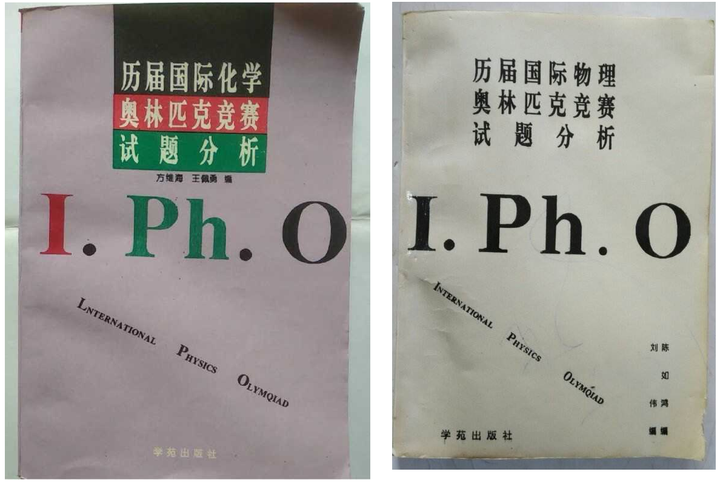 历届国际化学
奥林匹克竞赛
试题分析
方继海 王佩勇 编
I. Ph. O
LNTERNATIONAL
PHYSICS
OLYMQIAD
学苑出版社
历届国际物理
奥林匹克竞赛
试题分析
I. Ph. O
INTERNATIONAL
PHYSICS
OLYMPIAD
陈如鸿编
刘伟编
学苑出版社